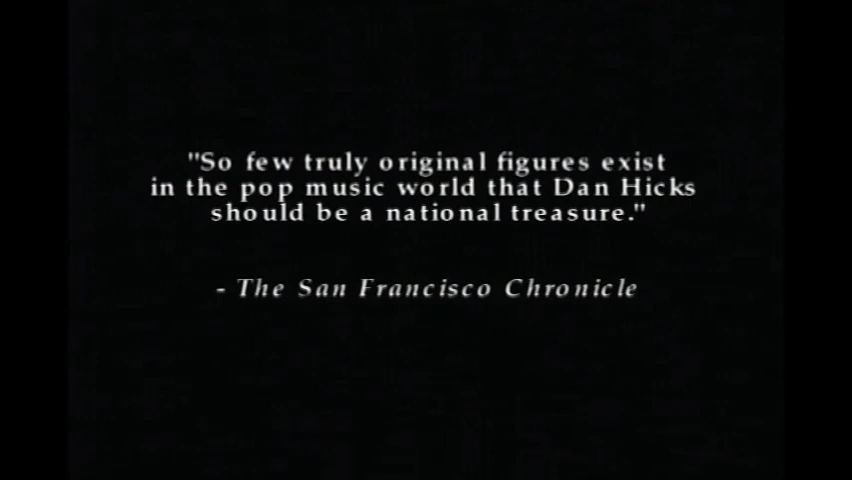 "So few truly original figures exist
in the pop music world that Dan Hicks
should be a national treasure."
- The San Francisco Chronicle